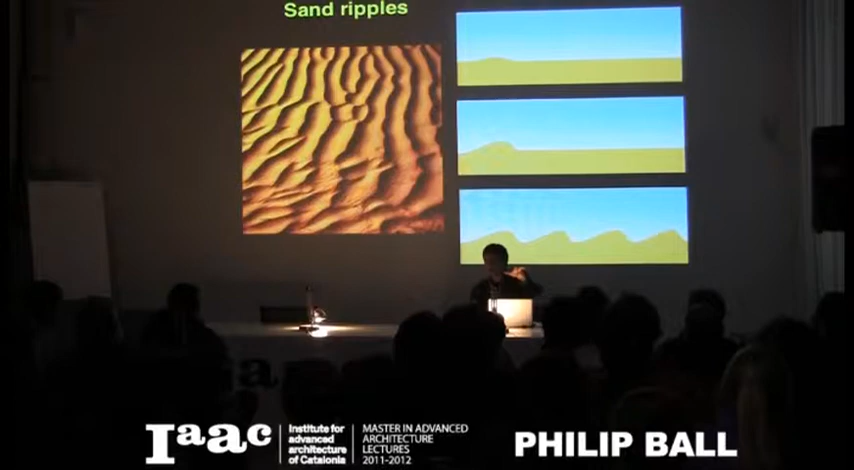 Sand ripples
Iaac
Institute for
advanced
architecture
of Catalonia
MASTER IN ADVANCED
ARCHITECTURE
LECTURES
2011-2012
PHILIP BALL